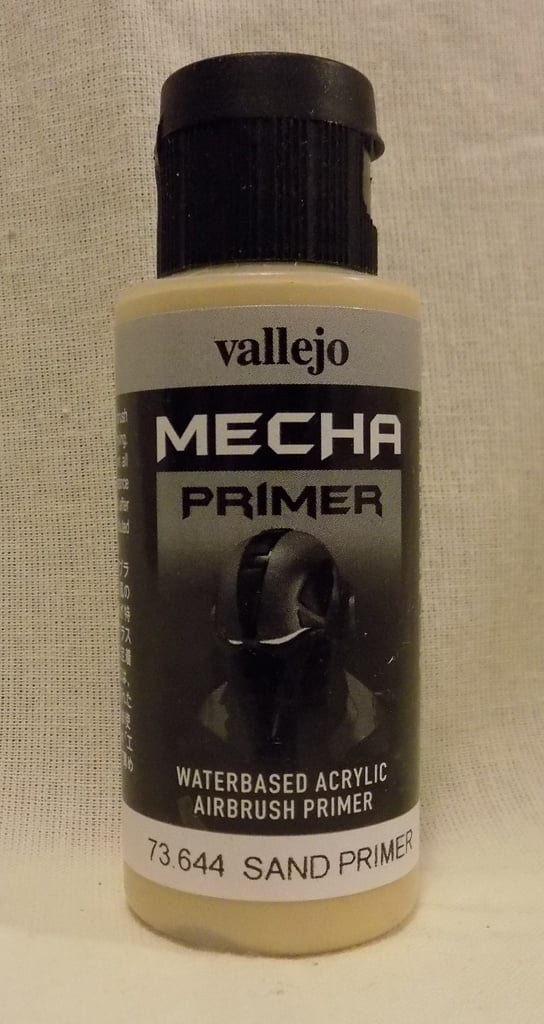 vallejo
MECHA
PRIMER
WATERBASED ACRYLIC
AIRBRUSH PRIMER
73.644 SAND PRIMER